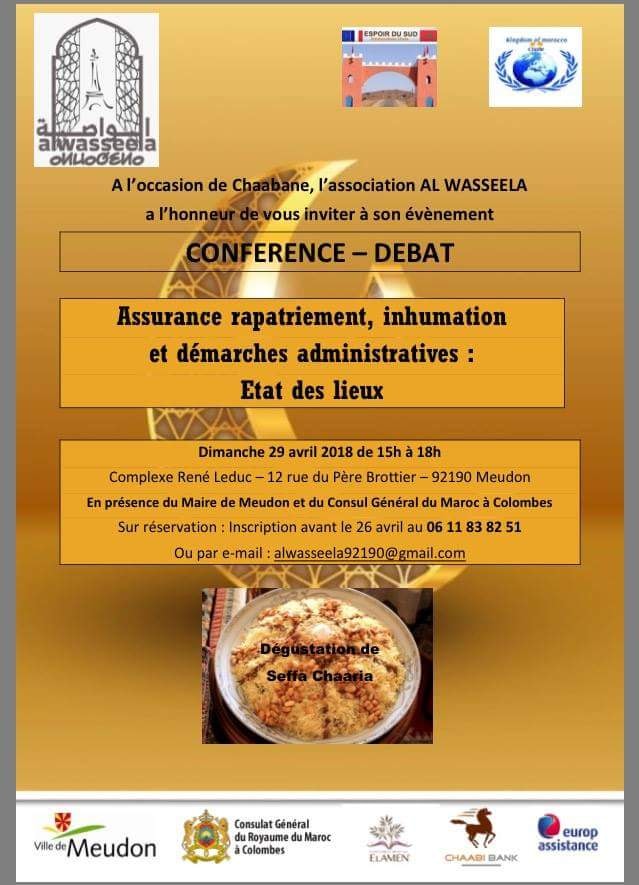 ESPOIR DU SUD
Kingdom of morocco
الـواصلة
alwasseela
A l'occasion de Chaabane, l'association AL WASSEELA
a l'honneur de vous inviter à son évènement
CONFERENCE – DEBAT
Assurance rapatriement, inhumation
et démarches administratives :
Etat des lieux
Dimanche 29 avril 2018 de 15h à 18h
Complexe René Leduc – 12 rue du Père Brottier – 92190 Meudon
En présence du Maire de Meudon et du Consul Général du Maroc à Colombes
Sur réservation : Inscription avant le 26 avril au 06 11 83 82 51
Ou par e-mail : alwasseela92190@gmail.com
Dégustation de
Seffa Chaaria
Ville de Meudon
Consulat Général
du Royaume du Maroc
à Colombes
ELAMEN
CHAABI BANK
europ
assistance